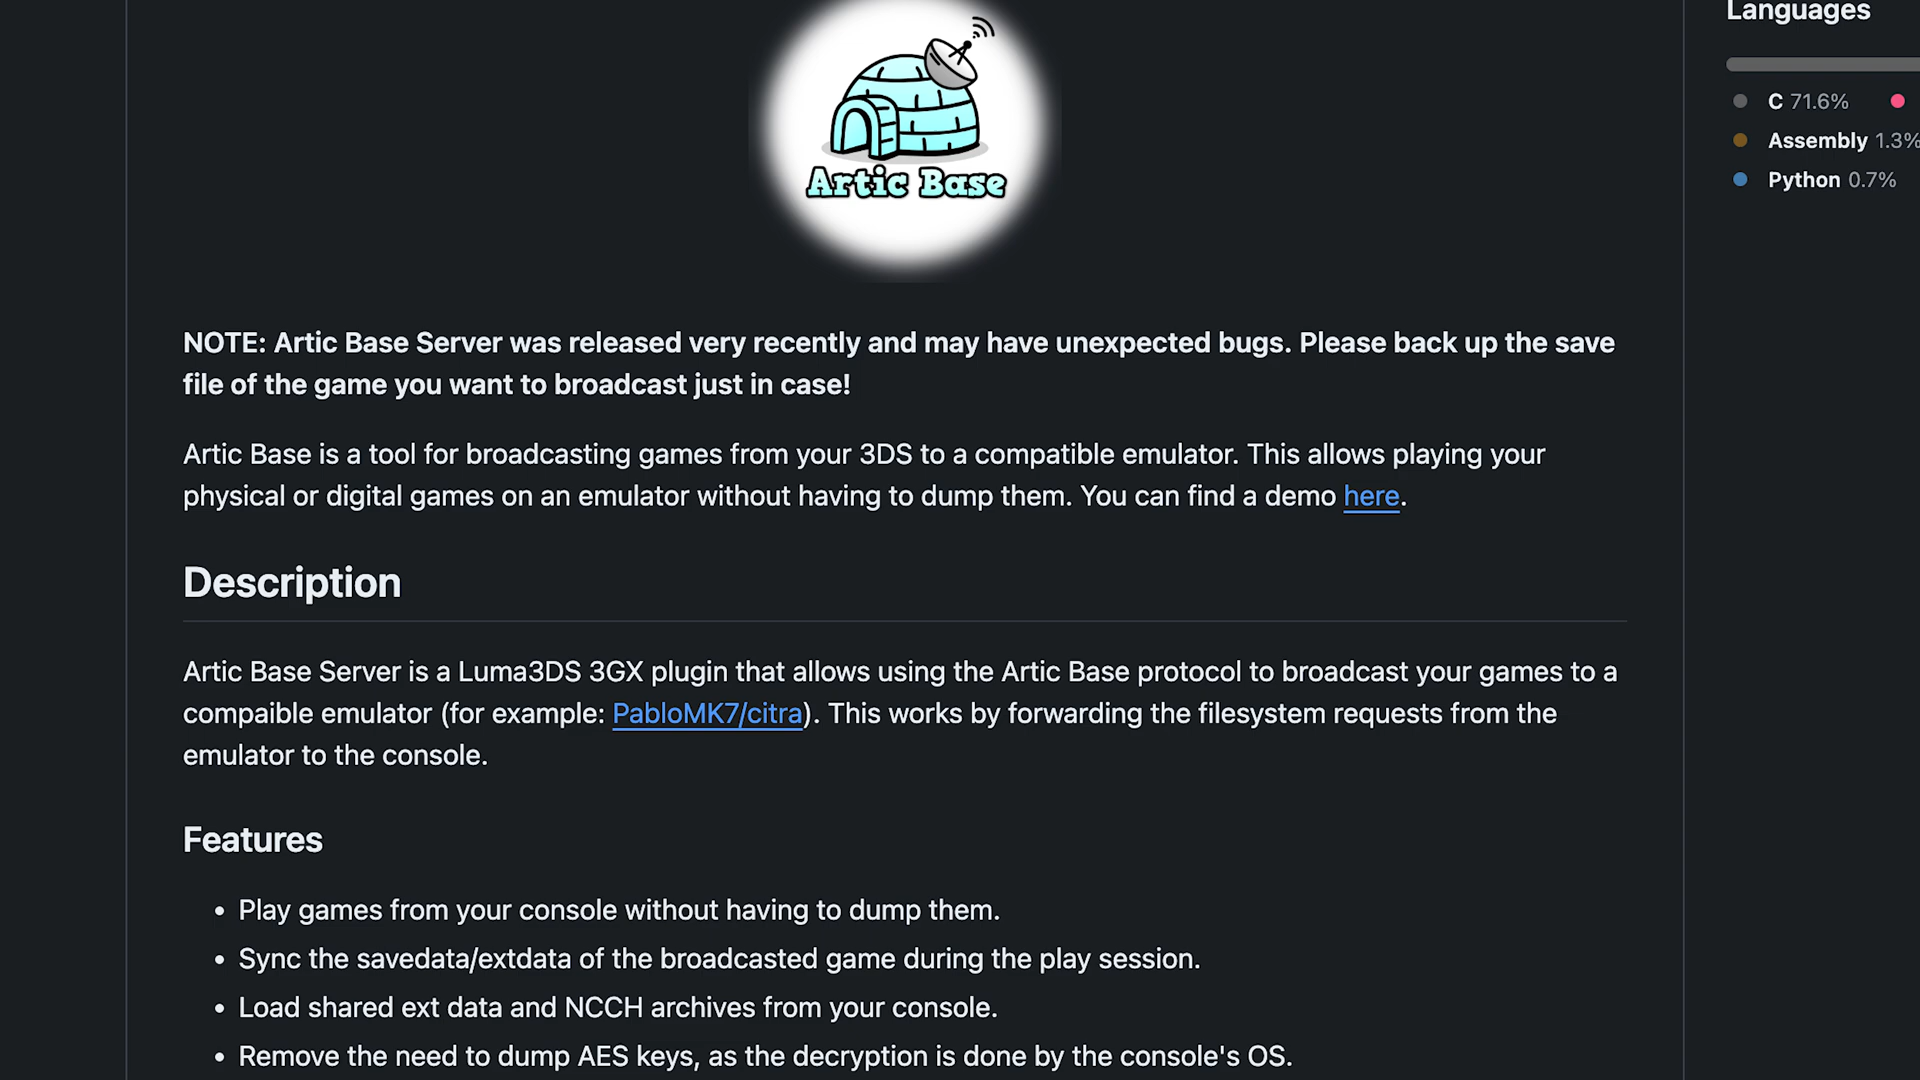 Languages
C 71.6%
Assembly 1.3%
Python 0.7%
Artic Base
NOTE: Artic Base Server was released very recently and may have unexpected bugs. Please back up the save
file of the game you want to broadcast just in case!
Artic Base is a tool for broadcasting games from your 3DS to a compatible emulator. This allows playing your
physical or digital games on an emulator without having to dump them. You can find a demo here.
Description
Artic Base Server is a Luma3DS 3GX plugin that allows using the Artic Base protocol to broadcast your games to a
compaible emulator (for example: PabloMK7/citra). This works by forwarding the filesystem requests from the
emulator to the console.
Features
• Play games from your console without having to dump them.
• Sync the savedata/extdata of the broadcasted game during the play session.
• Load shared ext data and NCCH archives from your console.
• Remove the need to dump AES keys, as the decryption is done by the console's OS.